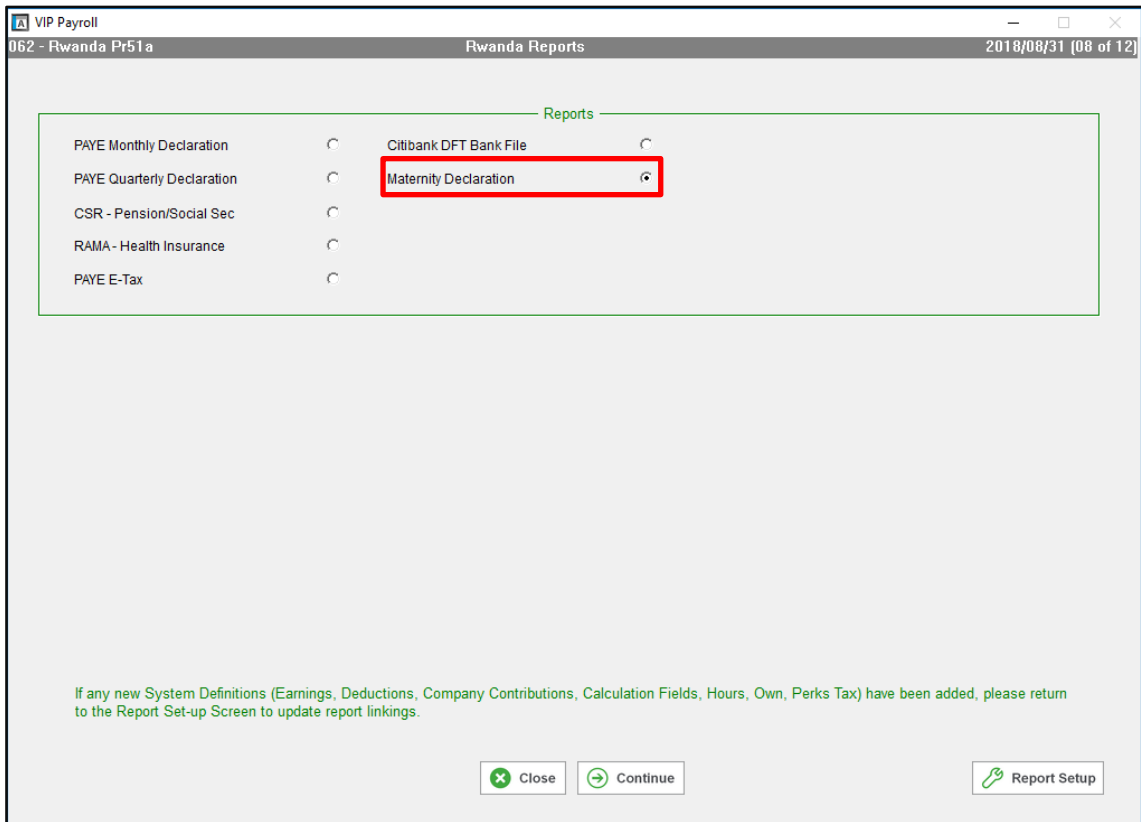 VIP Payroll
062 - Rwanda Pr51a Rwanda Reports 2018/08/31 (08 of 12)
Reports
PAYE Monthly Declaration Citibank DFT Bank File
PAYE Quarterly Declaration Maternity Declaration
CSR - Pension/Social Sec
RAMA - Health Insurance
PAYE E-Tax
If any new System Definitions (Earnings, Deductions, Company Contributions, Calculation Fields, Hours, Own, Perks Tax) have been added, please return
to the Report Set-up Screen to update report linkings.
Close Continue Report Setup